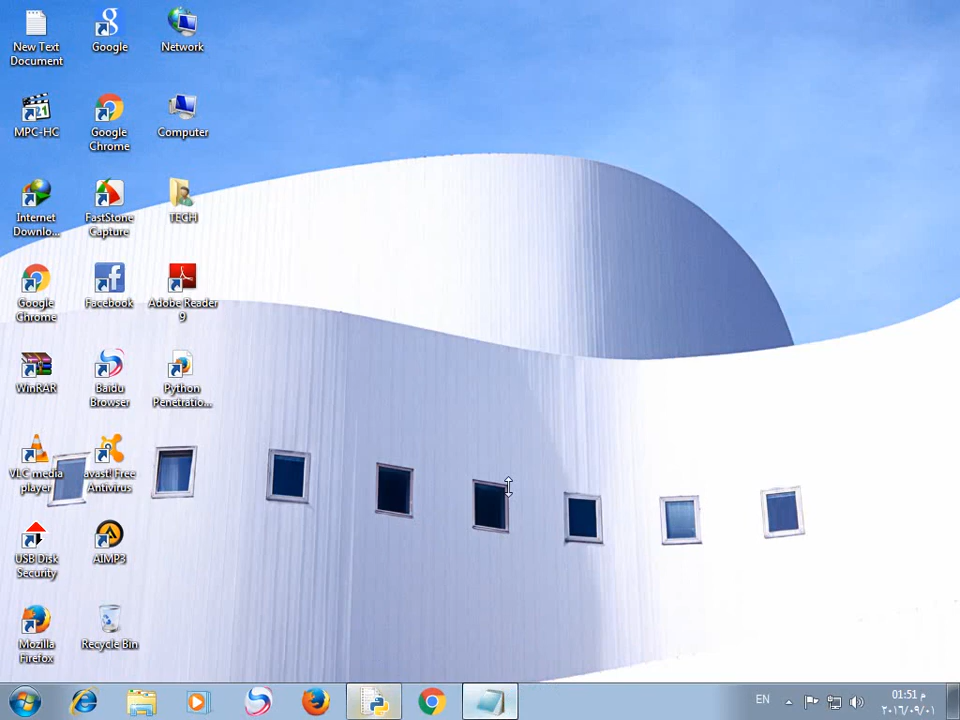 New Text
Document
Google
Network
MPC-HC
Google
Chrome
Computer
Internet
Downlo...
FastStone
Capture
TECH
Google
Chrome
Facebook
Adobe Reader
9
WinRAR
Baidu
Browser
Python
Penetratio...
VLC media
player
avast! Free
Antivirus
USB Disk
Security
AIMP3
Mozilla
Firefox
Recycle Bin
EN
01:51 م
٢٠١٦/٠٩/٠١